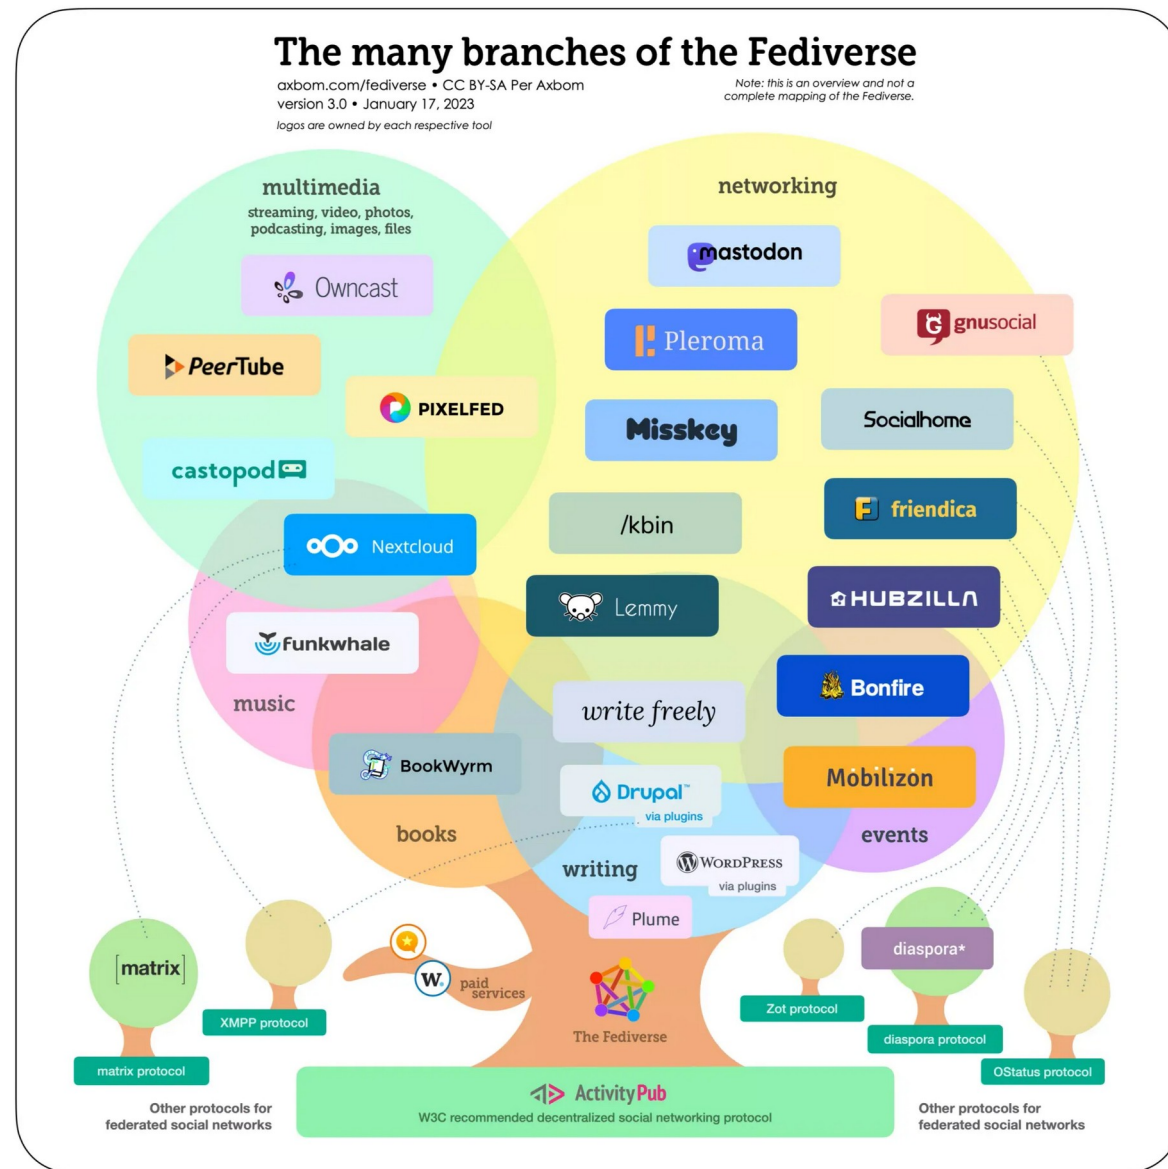 The many branches of the Fediverse
axbom.com/fediverse • CC BY-SA Per Axbom
version 3.0 • January 17, 2023
logos are owned by each respective tool
Note: this is an overview and not a
complete mapping of the Fediverse.
multimedia
streaming, video, photos,
podcasting, images, files
networking
Owncast
mastodon
gnusocial
Pleroma
PeerTube
PIXELFED
Misskey
Socialhome
castopod
/kbin
friendica
Nextcloud
Lemmy
HUBZILLA
Funkwhale
music
write freely
Bonfire
BookWyrm
Drupal™
via plugins
Mobilizon
books
writing
WORDPRESS
via plugins
events
Plume
[matrix]
matrix protocol
XMPP protocol
W.
paid
services
The Fediverse
Zot protocol
diaspora*
diaspora protocol
OStatus protocol
Other protocols for
federated social networks
ActivityPub
W3C recommended decentralized social networking protocol
Other protocols for
federated social networks